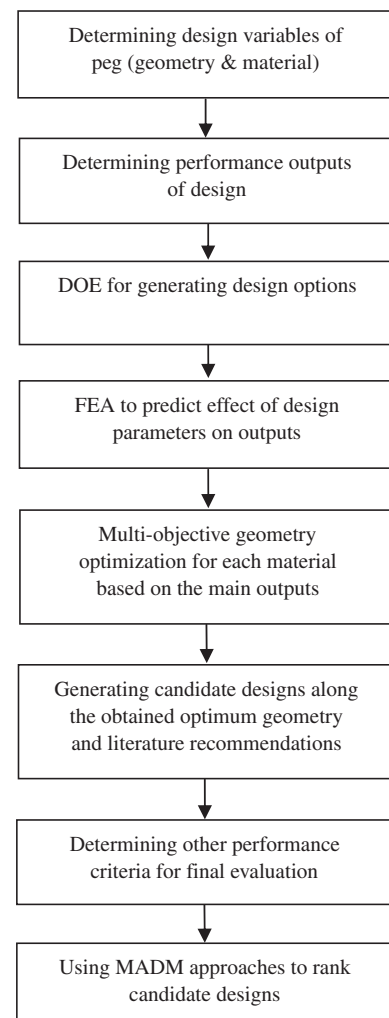 Determining design variables of
peg (geometry & material)
Determining performance outputs
of design
DOE for generating design options
FEA to predict effect of design
parameters on outputs
Multi-objective geometry
optimization for each material
based on the main outputs
Generating candidate designs along
the obtained optimum geometry
and literature recommendations
Determining other performance
criteria for final evaluation
Using MADM approaches to rank
candidate designs